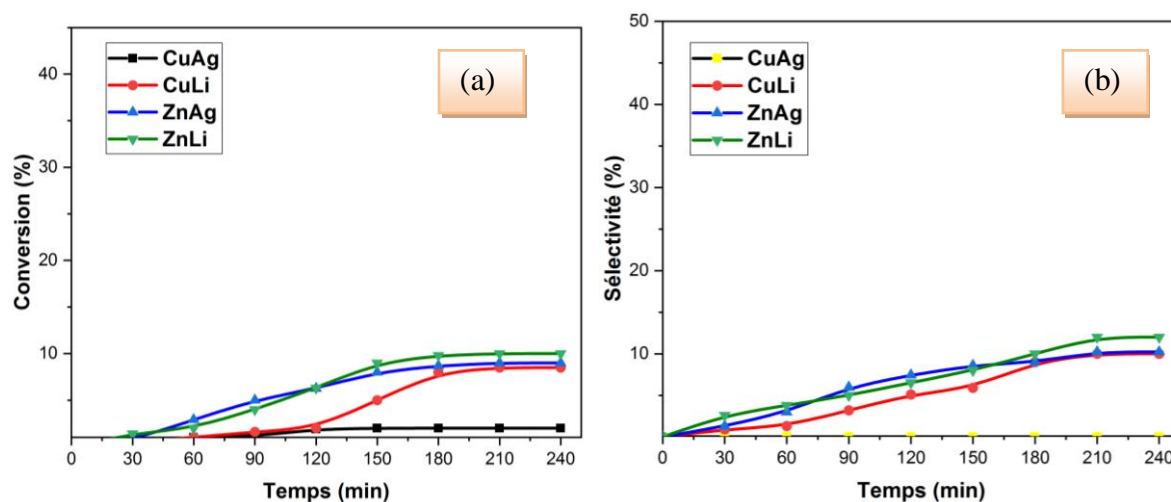 CuAg
CuLi
ZnAg
ZnLi
(a)
Conversion (%)
40
30
20
10
0 30 60 90 120 150 180 210 240
Temps (min)
CuAg
CuLi
ZnAg
ZnLi
(b)
Sélectivité (%)
50
40
30
20
10
0
0 30 60 90 120 150 180 210 240
Temps (min)